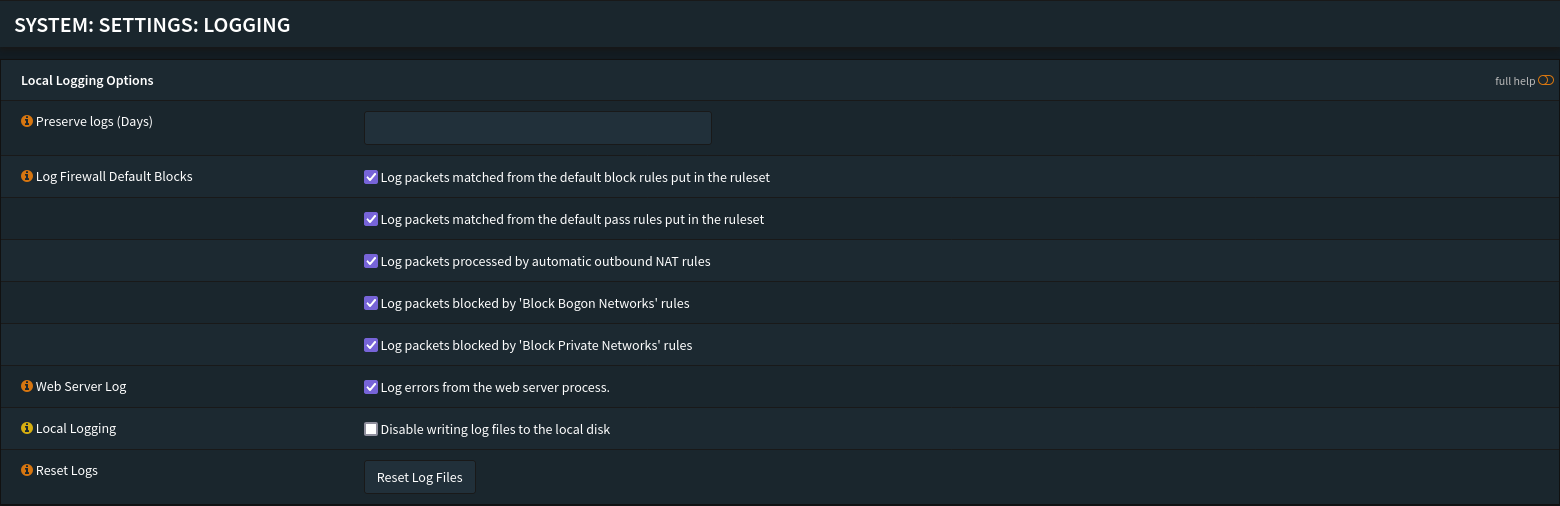 SYSTEM: SETTINGS: LOGGING
Local Logging Options
full help
Preserve logs (Days)
Log Firewall Default Blocks
Log packets matched from the default block rules put in the ruleset
Log packets matched from the default pass rules put in the ruleset
Log packets processed by automatic outbound NAT rules
Log packets blocked by 'Block Bogon Networks' rules
Log packets blocked by 'Block Private Networks' rules
Web Server Log
Log errors from the web server process.
Local Logging
Disable writing log files to the local disk
Reset Logs
Reset Log Files